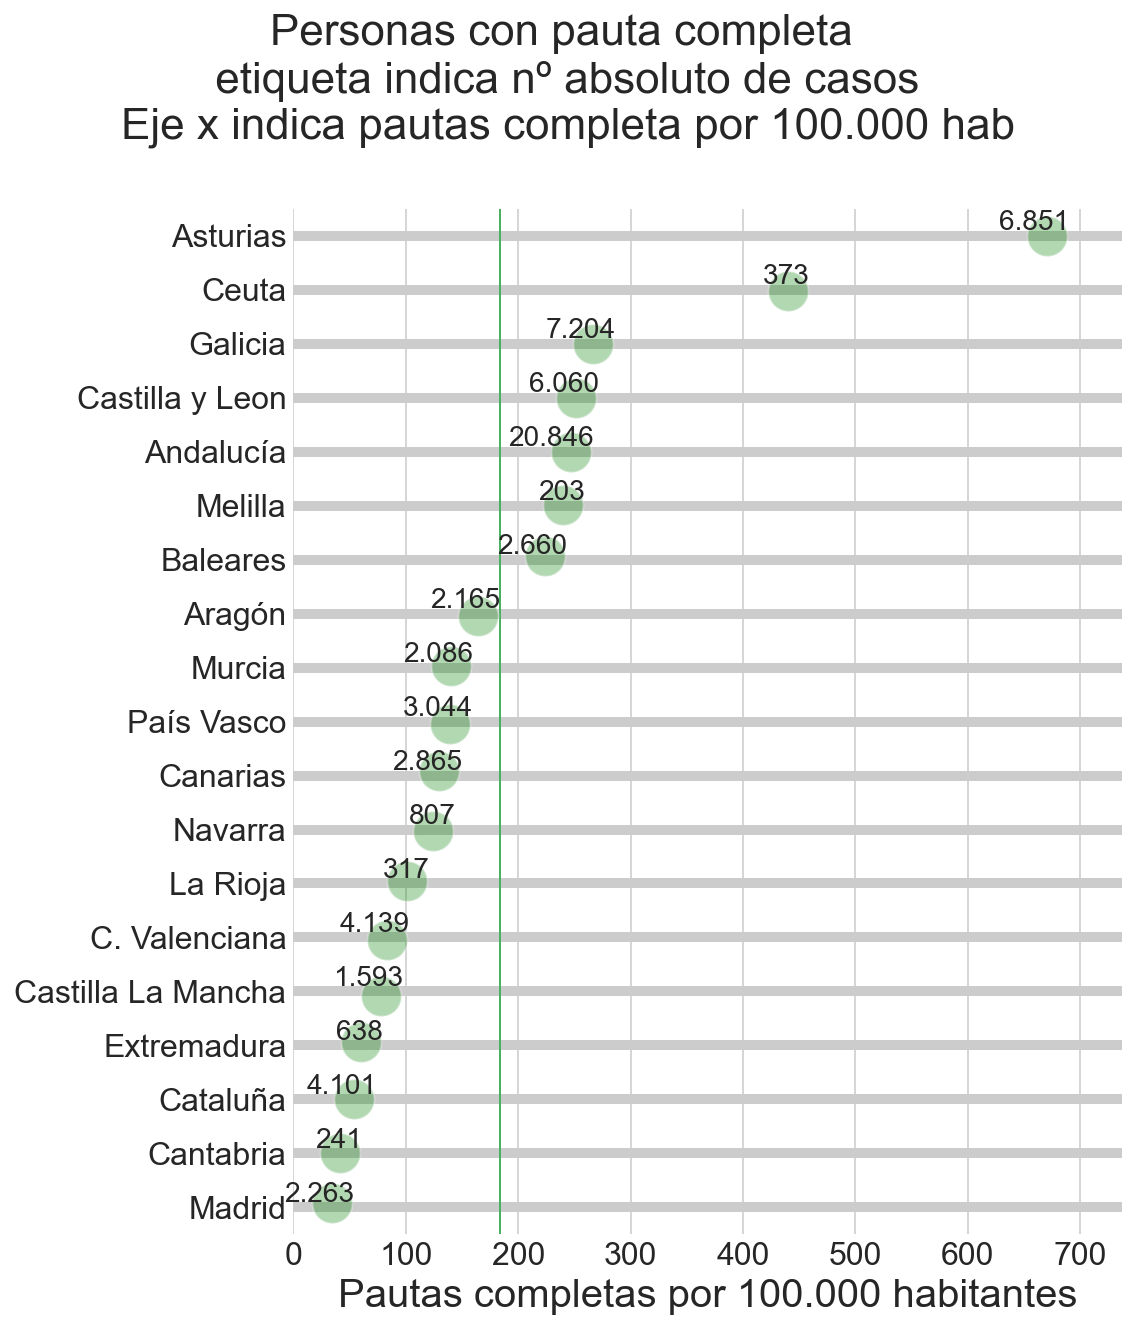 Personas con pauta completa
etiqueta indica nº absoluto de casos
Eje x indica pautas completa por 100.000 hab
Asturias 6.851
Ceuta 373
Galicia 7.204
Castilla y Leon 6.060
Andalucía 20.846
Melilla 203
Baleares 2.660
Aragón 2.165
Murcia 2.086
País Vasco 3.044
Canarias 2.865
Navarra 807
La Rioja 317
C. Valenciana 4.139
Castilla La Mancha 1.593
Extremadura 638
Cataluña 4.101
Cantabria 241
Madrid 2.263
0 100 200 300 400 500 600 700
Pautas completas por 100.000 habitantes